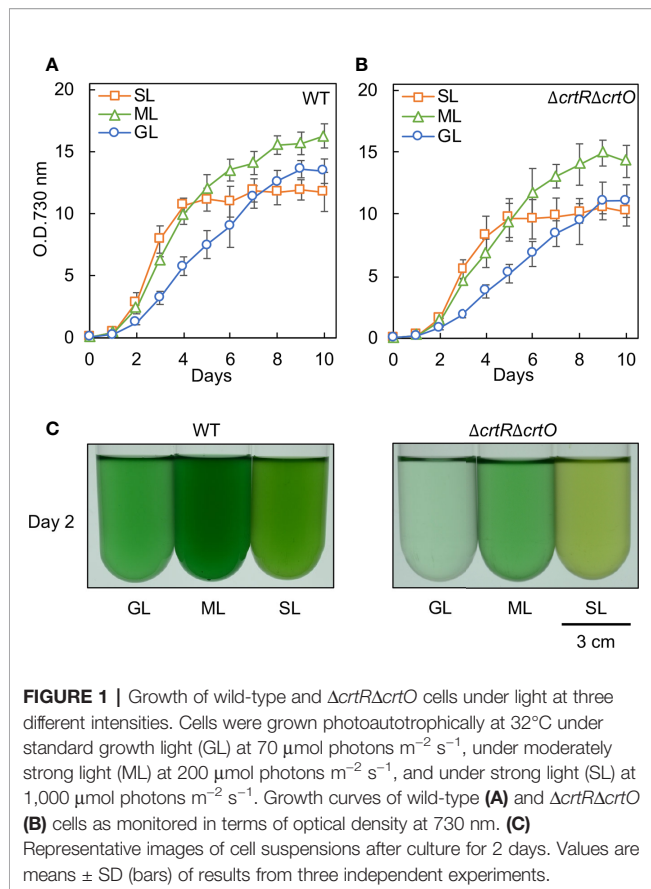 A
B
20
SL
ML
GL
WT
15
10
5
0
O.D.730 nm
0 2 4 6 8 10
Days
20
SL
ML
GL
ΔcrtRΔcrtO
15
10
5
0
0 2 4 6 8 10
Days
C
WT
ΔcrtRΔcrtO
Day 2
GL ML SL
GL ML SL
3 cm
FIGURE 1 | Growth of wild-type and ΔcrtRΔcrtO cells under light at three
different intensities. Cells were grown photoautotrophically at 32°C under
standard growth light (GL) at 70 μmol photons m⁻² s⁻¹, under moderately
strong light (ML) at 200 μmol photons m⁻² s⁻¹, and under strong light (SL) at
1,000 μmol photons m⁻² s⁻¹. Growth curves of wild-type (A) and ΔcrtRΔcrtO
(B) cells as monitored in terms of optical density at 730 nm. (C)
Representative images of cell suspensions after culture for 2 days. Values are
means ± SD (bars) of results from three independent experiments.